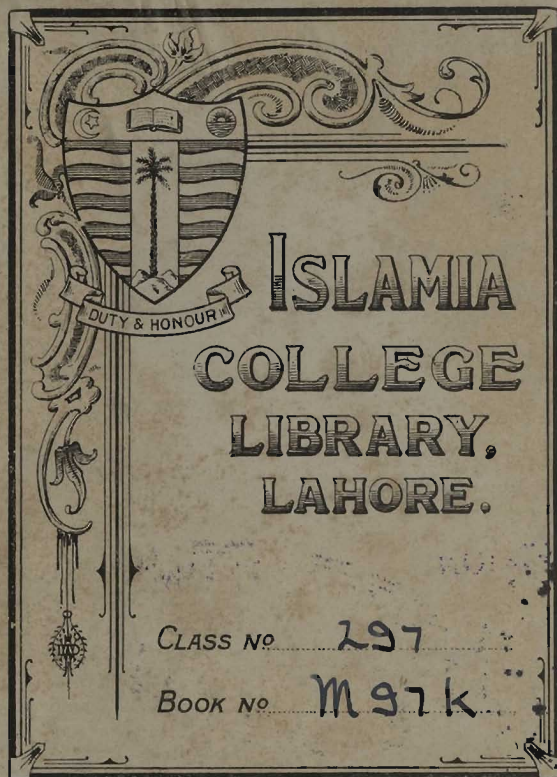 DUTY & HONOUR
ISLAMIA
COLLEGE
LIBRARY,
LAHORE.
CLASS NO 297
BOOK NO M97K